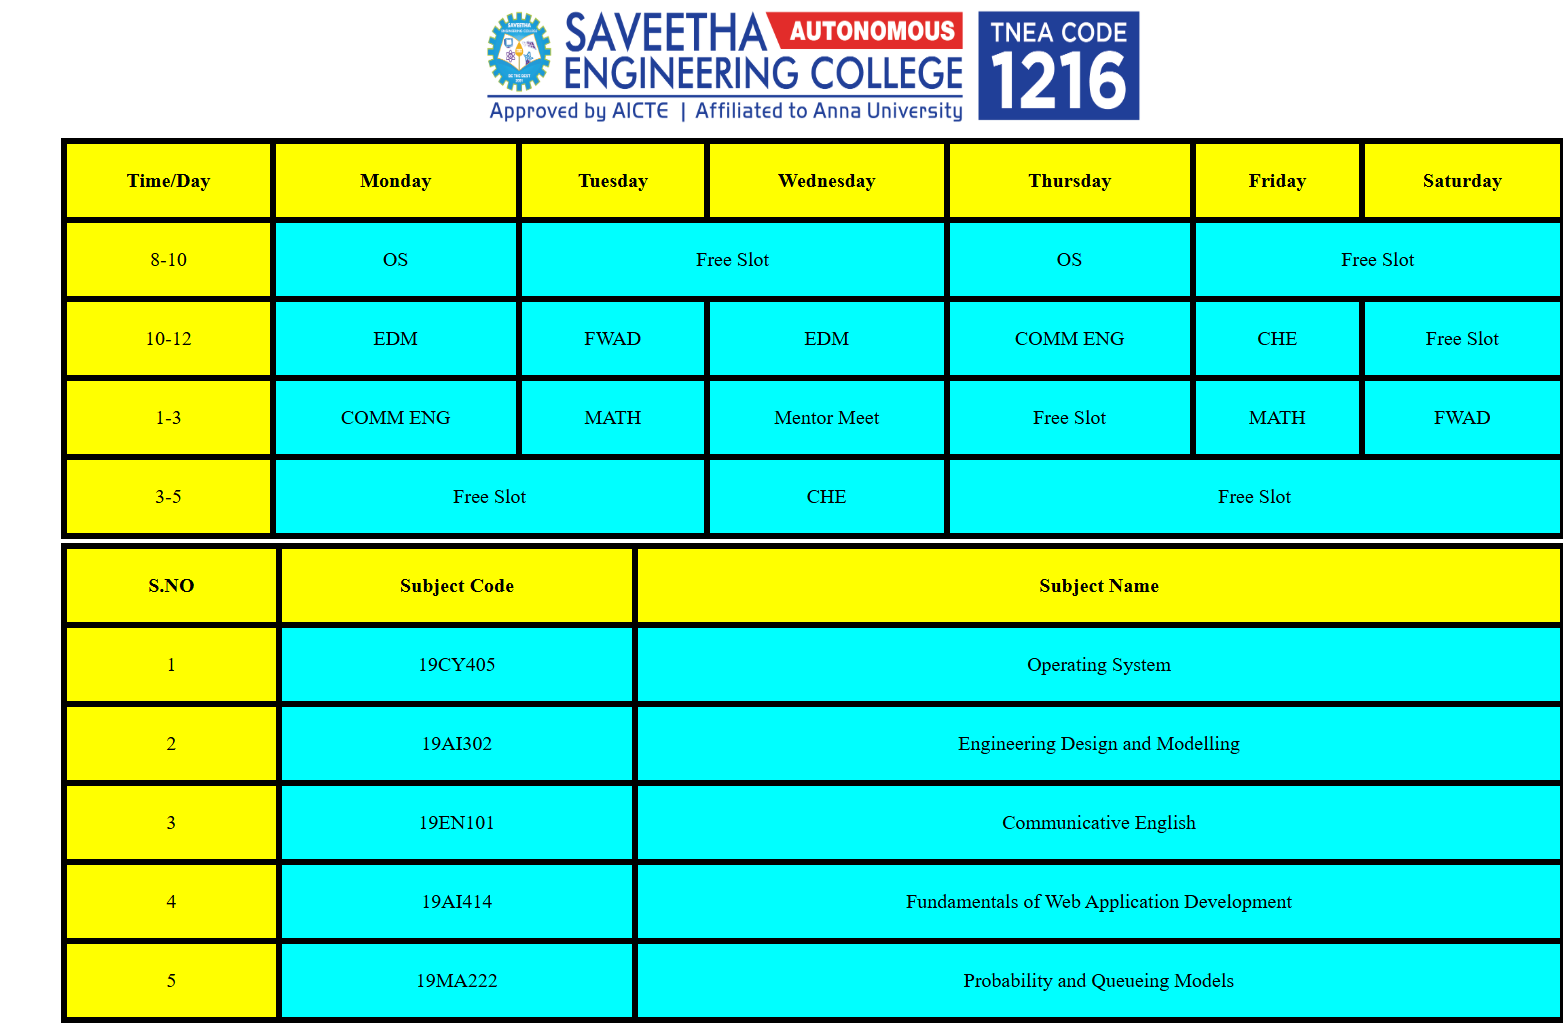 SAVEETHA AUTONOMOUS
ENGINEERING COLLEGE
Approved by AICTE | Affiliated to Anna University
TNEA CODE
1216
Time/Day Monday Tuesday Wednesday Thursday Friday Saturday
8-10 OS Free Slot OS Free Slot
10-12 EDM FWAD EDM COMM ENG CHE Free Slot
1-3 COMM ENG MATH Mentor Meet Free Slot MATH FWAD
3-5 Free Slot CHE Free Slot
S.NO Subject Code Subject Name
1 19CY405 Operating System
2 19AI302 Engineering Design and Modelling
3 19EN101 Communicative English
4 19AI414 Fundamentals of Web Application Development
5 19MA222 Probability and Queueing Models